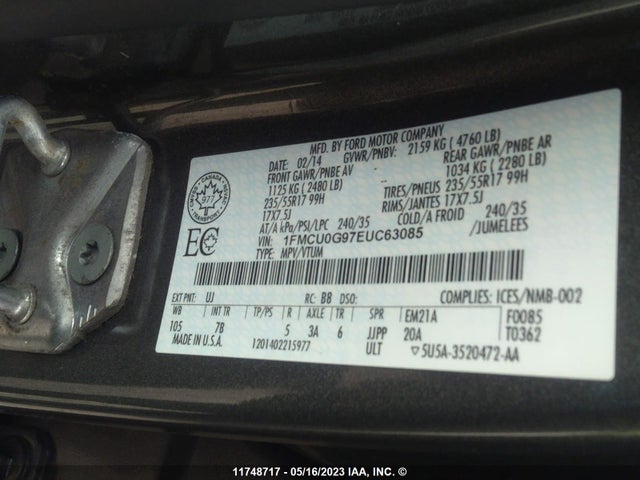 MFD. BY FORD MOTOR COMPANY
02/14 GVWR/PNBV: 2159 KG ( 4760 LB)
FRONT GAWR/PNBE AV REAR GAWR/PNBE AR
1125 KG ( 2480 LB) 1034 KG ( 2280 LB)
235/55R17 99H TIRES/PNEUS 235/55R17 99H
17X7.5J RIMS/JANTES 17X7.5J
AT/A kPa/PSI/LPC 240/35 COLD/A FROID 240/35
VIN: 1FMCU0G97EUC63085 /JUMELEES
TYPE: MPV/VTUM
977
EC
EXT PNT: UJ RC: B8 DSO: COMPLIES: ICES/NMB-002
WB INT TR TP/PS R AXLE TR SPR EM21A F0085
105 7B 5 3A 6 JJPP 20A T0362
MADE IN U.S.A. 1201402215977 ULT ▽5U5A-3520472-AA
11748717 - 05/16/2023 IAA, INC. ©